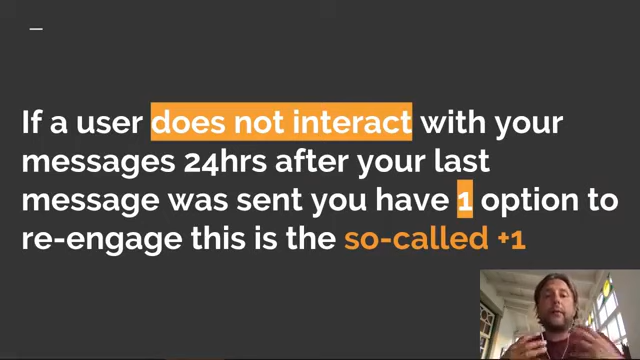 If a user does not interact with your
messages 24hrs after your last
message was sent you have 1 option to
re-engage this is the so-called +1